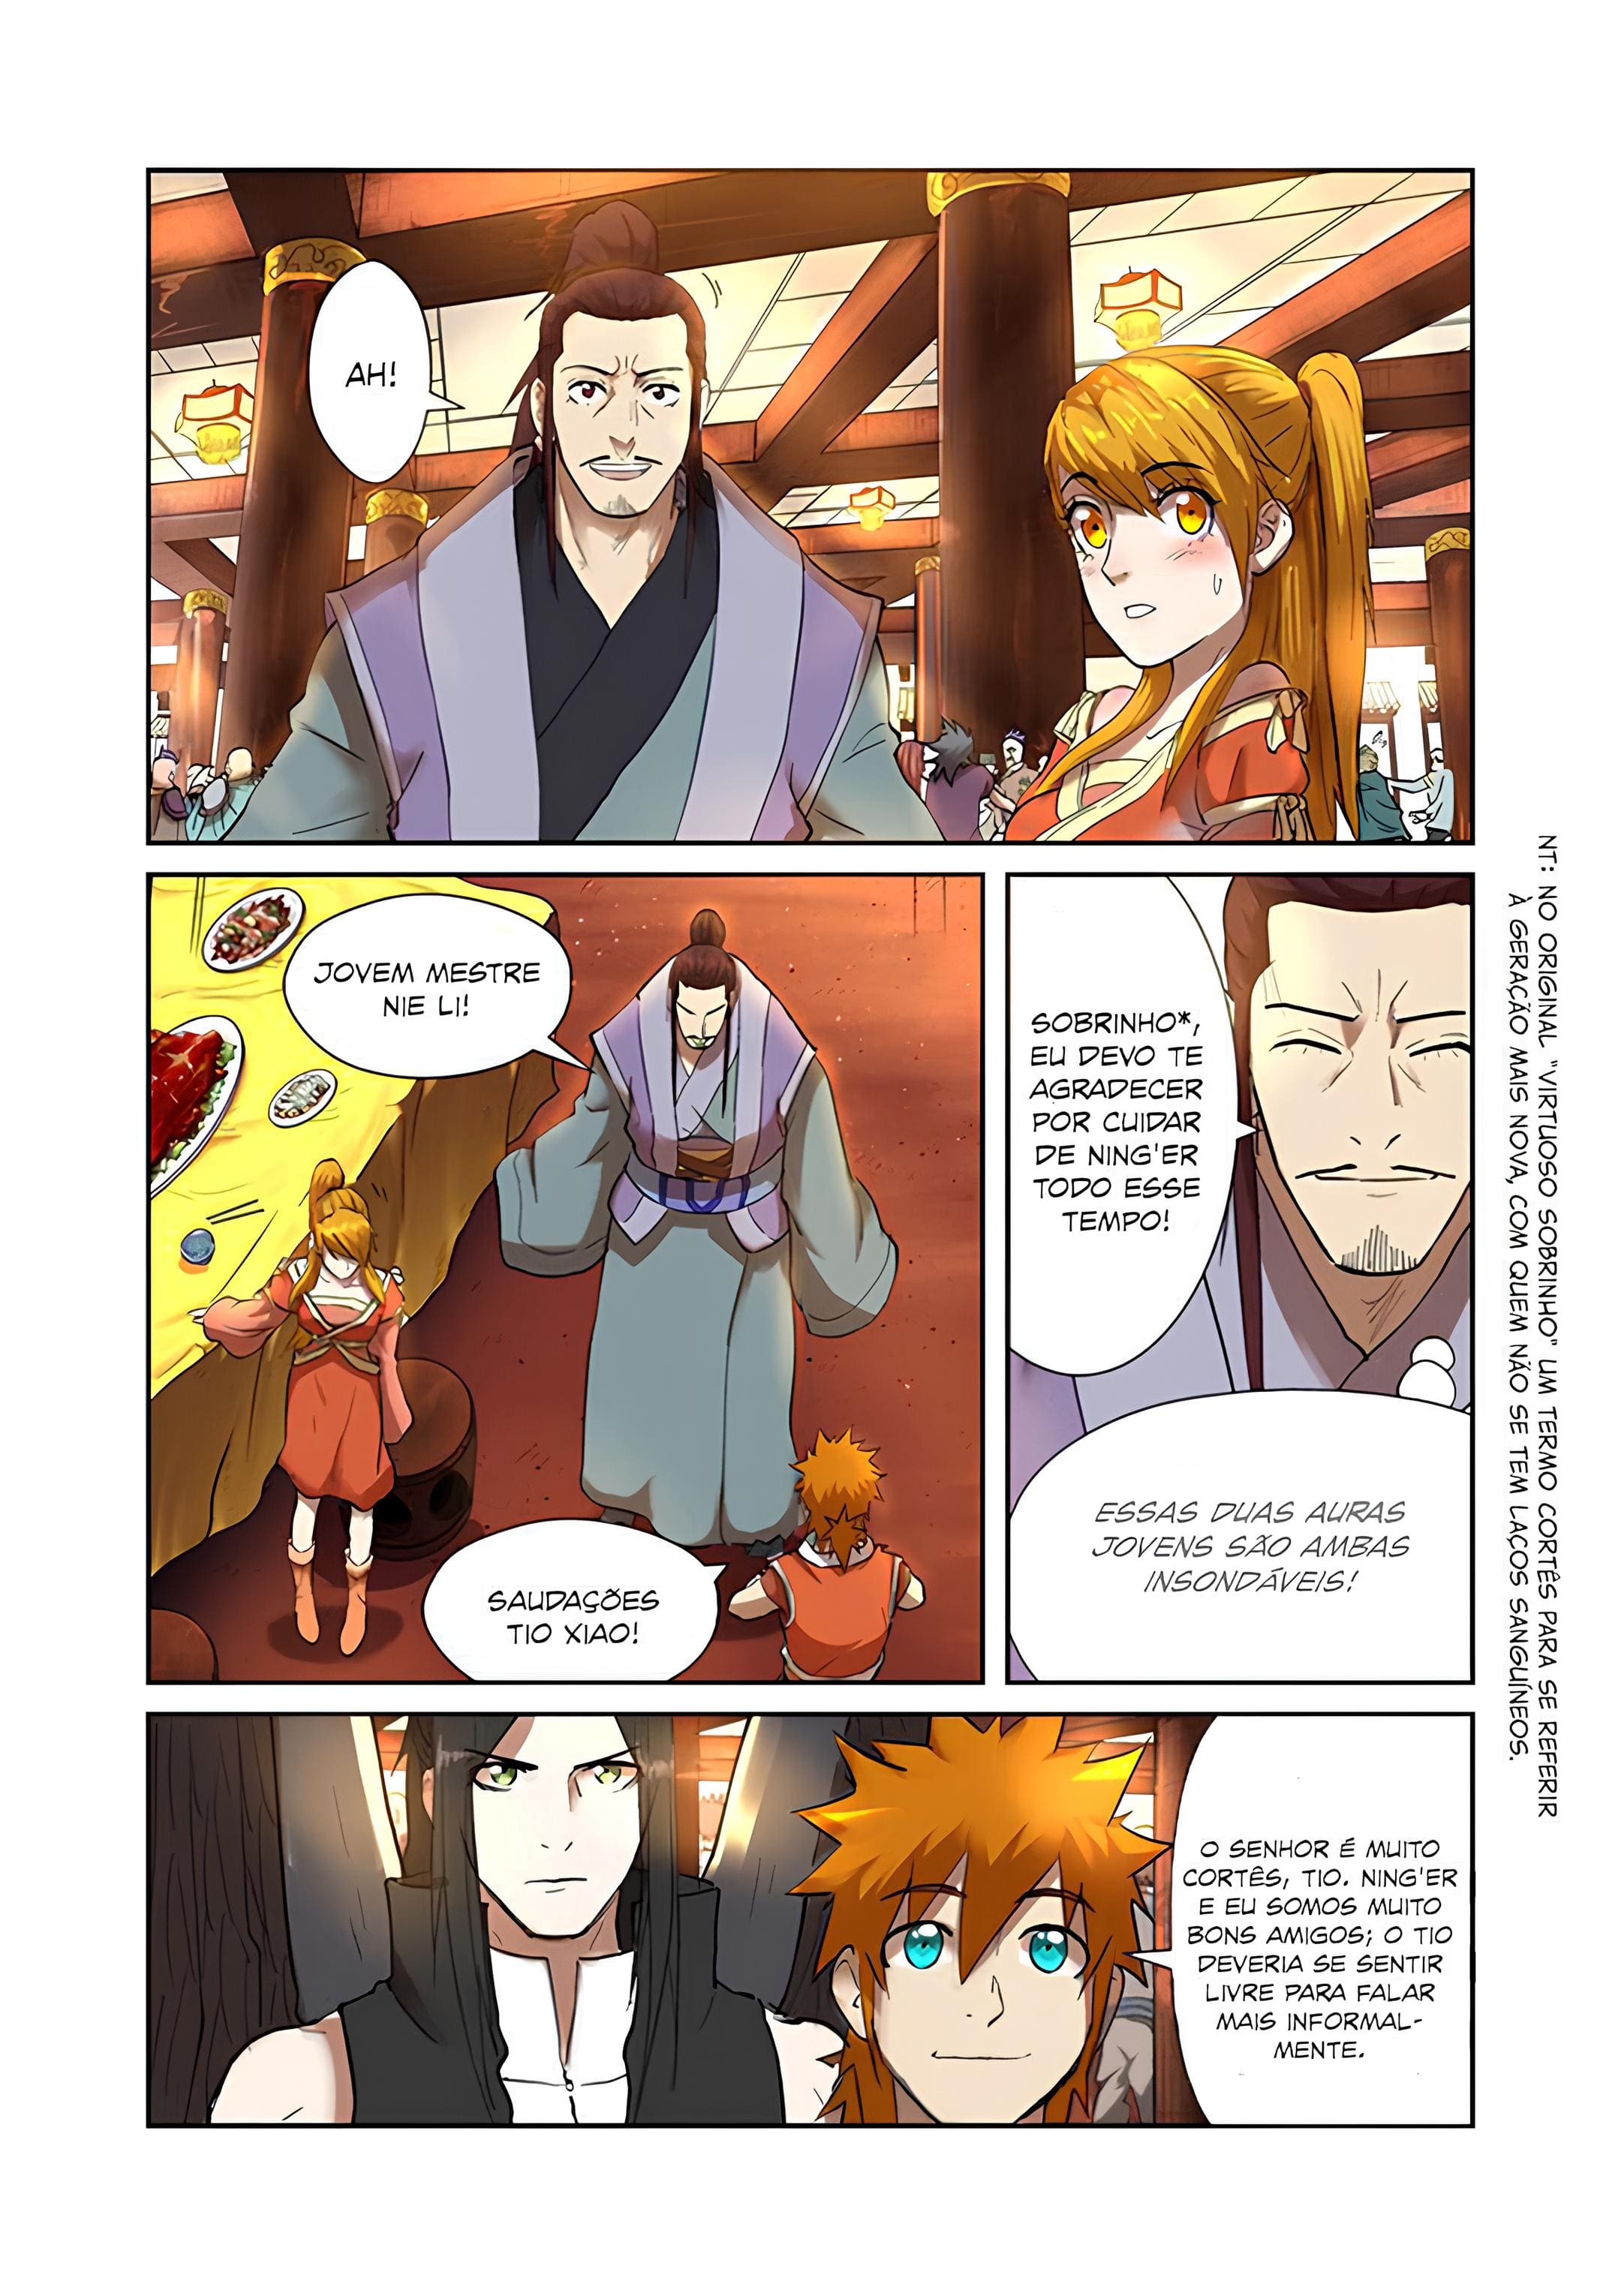 AH!
JOVEM MESTRE
NIE LI!
SAUDAÇÕES
TIO XIAO!
SOBRINHO*,
EU DEVO TE
AGRADECER
POR CUIDAR
DE NING'ER
TODO ESSE
TEMPO!
ESSAS DUAS AURAS
JOVENS SÃO AMBAS
INSONDÁVEIS!
NT: NO ORIGINAL "VIRTUOSO SOBRINHO" UM TERMO CORTÊS PARA SE REFERIR
À GERAÇÃO MAIS NOVA, COM QUEM NÃO SE TEM LAÇOS SANGUÍNEOS.
O SENHOR É MUITO
CORTÊS, TIO. NING'ER
E EU SOMOS MUITO
BONS AMIGOS; O TIO
DEVERIA SE SENTIR
LIVRE PARA FALAR
MAIS INFORMAL-
MENTE.